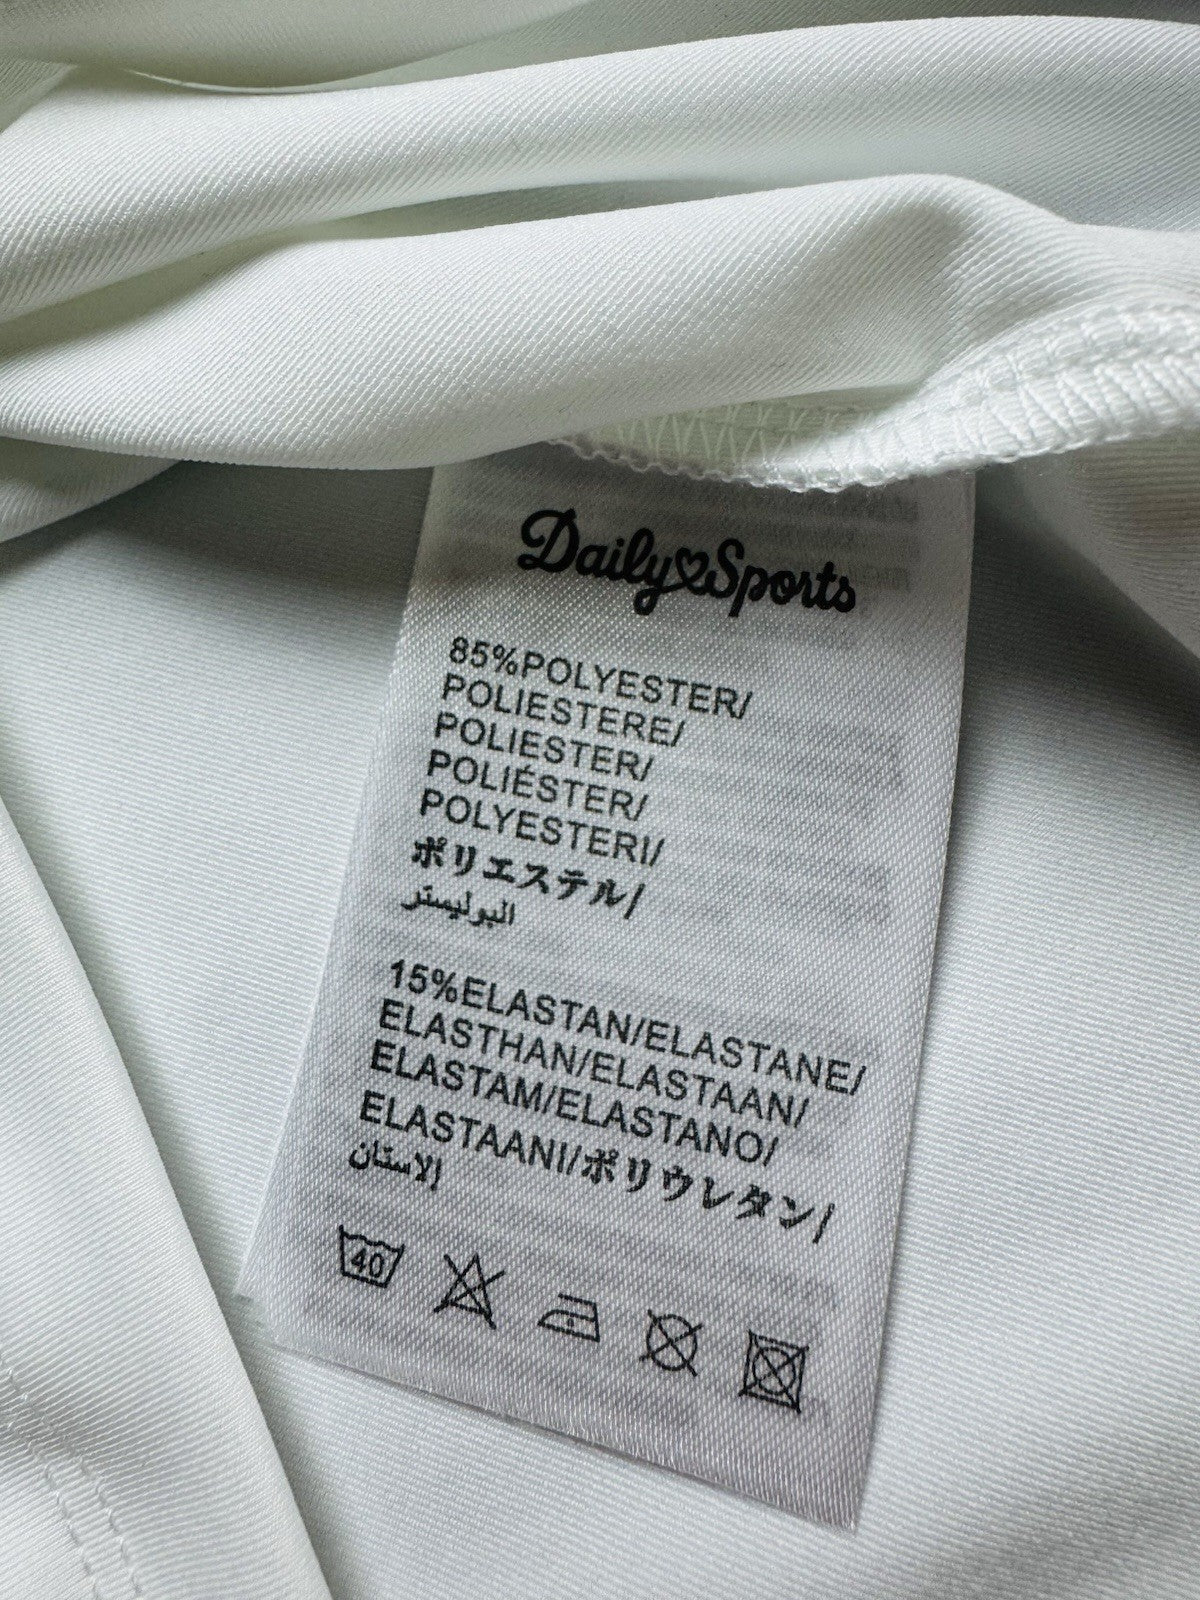 Daily Sports
85%POLYESTER/
POLIESTERE/
POLIESTER/
POLIÉSTER/
POLYESTERI/
ポリエステル/
البوليستر
15%ELASTAN/ELASTANE/
ELASTHAN/ELASTAAN/
ELASTAM/ELASTANO/
ELASTAANI/ポリウレタン/
الاستان
40